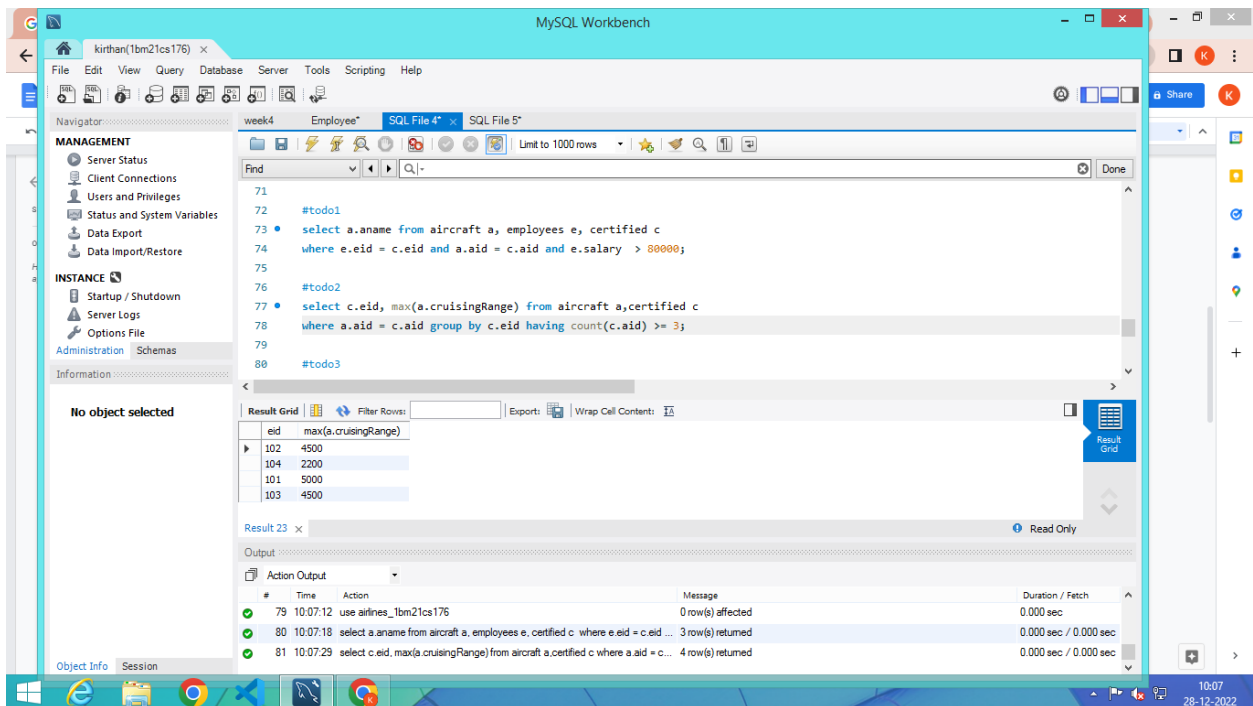 MySQL Workbench
kirthan(1bm21cs176) ×
File Edit View Query Database Server Tools Scripting Help
Share
K
K
Navigator
week4 Employee* SQL File 4* × SQL File 5*
MANAGEMENT
Server Status
Client Connections
Users and Privileges
Status and System Variables
Data Export
Data Import/Restore
INSTANCE
Startup / Shutdown
Server Logs
Options File
Administration Schemas
Information
No object selected
Object Info Session
Limit to 1000 rows
Find Done
71
72 #todo1
73 select a.aname from aircraft a, employees e, certified c
74 where e.eid = c.eid and a.aid = c.aid and e.salary > 80000;
75
76 #todo2
77 select c.eid, max(a.cruisingRange) from aircraft a,certified c
78 where a.aid = c.aid group by c.eid having count(c.aid) >= 3;
79
80 #todo3
Result Grid Filter Rows: Export: Wrap Cell Content:
eid max(a.cruisingRange)
102 4500
104 2200
101 5000
103 4500
Result Grid
Result 23 × Read Only
Output
Action Output
# Time Action Message Duration / Fetch
79 10:07:12 use airlines_1bm21cs176 0 row(s) affected 0.000 sec
80 10:07:18 select a.aname from aircraft a, employees e, certified c where e.eid = c.eid ... 3 row(s) returned 0.000 sec / 0.000 sec
81 10:07:29 select c.eid, max(a.cruisingRange) from aircraft a,certified c where a.aid = c... 4 row(s) returned 0.000 sec / 0.000 sec
10:07
28-12-2022